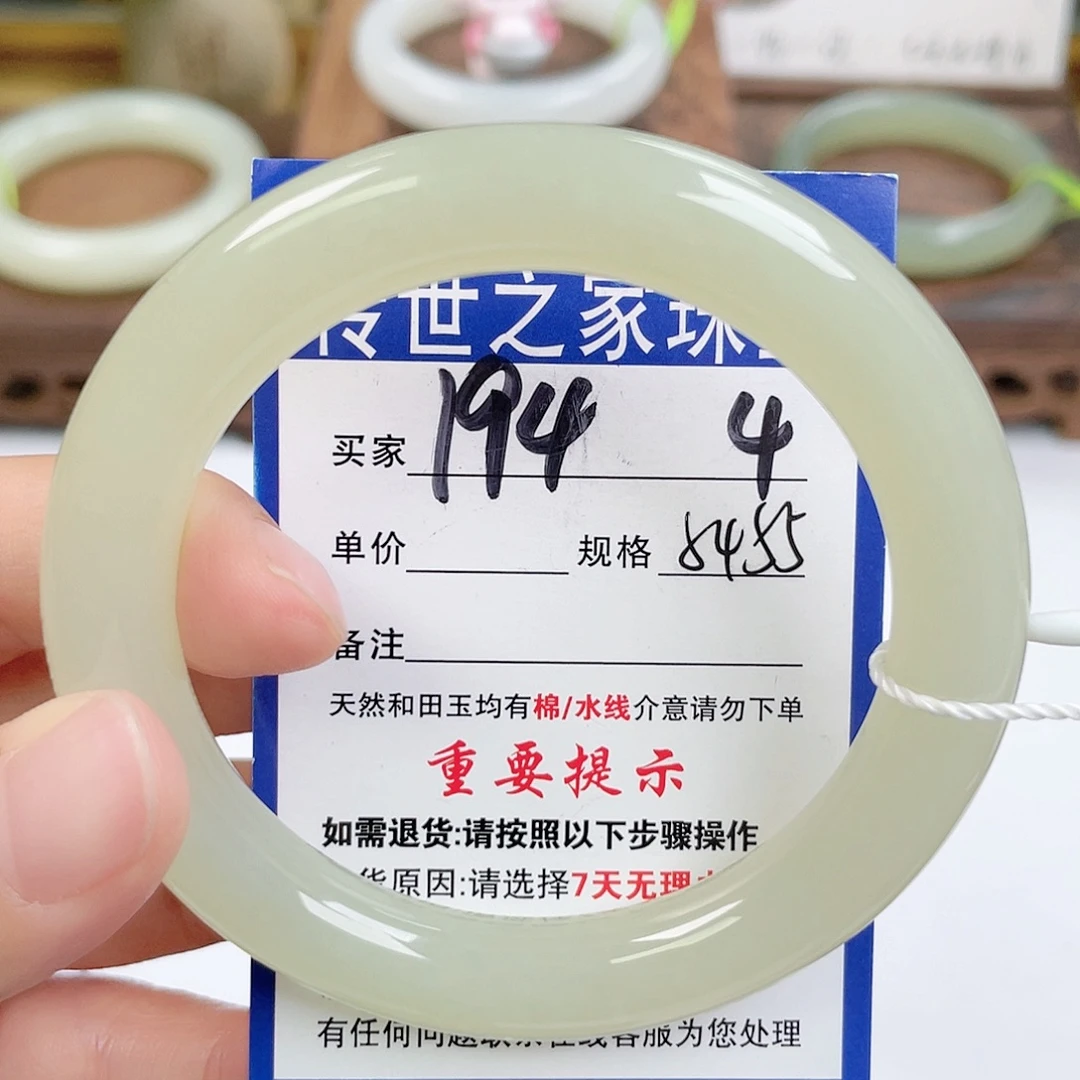 传世之家珠
买家 194 4
单价 规格 5455
备注
天然和田玉均有棉/水线介意请勿下单
重要提示
如需退货:请按照以下步骤操作
货原因:请选择7天无理
有任何问题联系在线客服为您处理